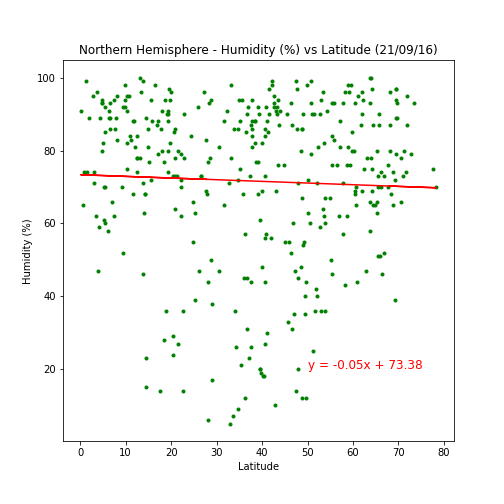 Northern Hemisphere - Humidity (%) vs Latitude (21/09/16)
100
80
60
40
20
Humidity (%)
y = -0.05x + 73.38
0 10 20 30 40 50 60 70 80
Latitude